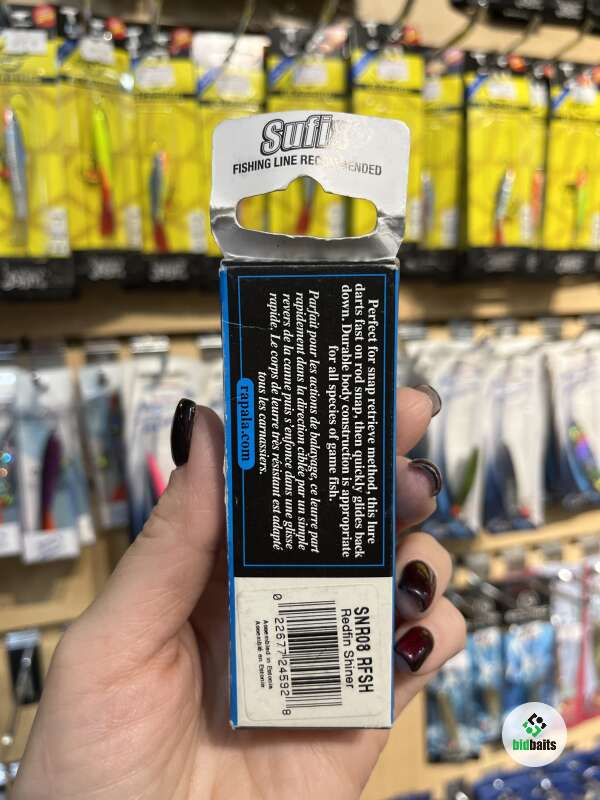 Sufix
FISHING LINE RECOMMENDED
Perfect for snap retrieve method, this lure
darts fast on rod snap, then quickly glides back
down. Durable body construction is appropriate
for all species of game fish.
Parfait pour les actions de balayage, ce leurre part
rapidement dans la direction ciblée par un simple
revers de la canne puis s'enfonce dans une glisse
rapide. Le corps de leurre très résistant est adapté
tous les carnassiers.
rapala.com
SNR08 RFSH
Redfin Shiner
0 22677 24592 8
Assembled in Estonia
Assemblé en Estonie
bidbaits